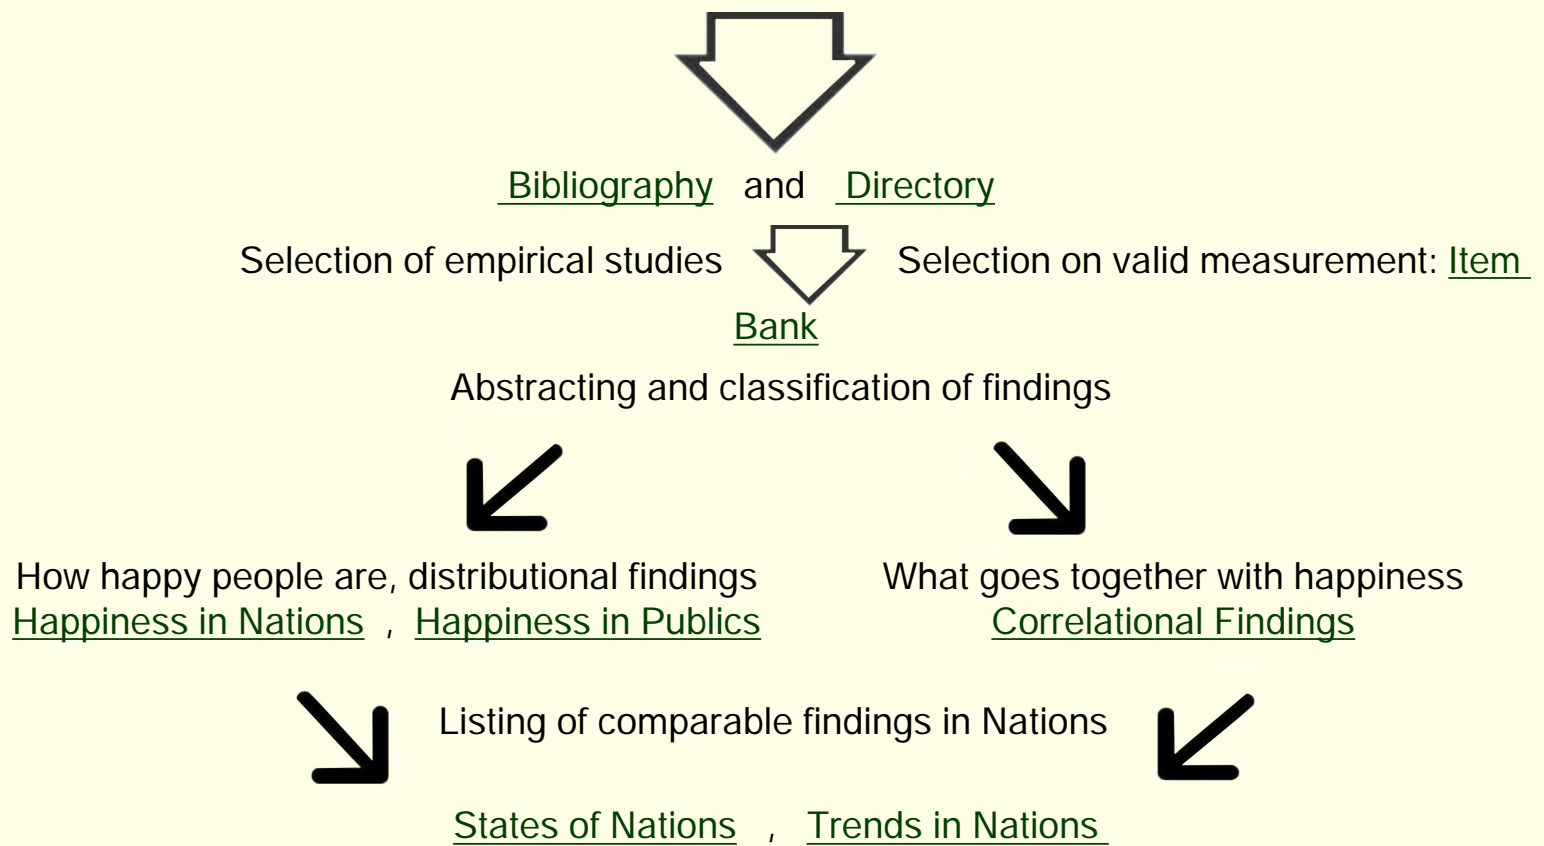 Bibliography and Directory
Selection of empirical studies Selection on valid measurement: Item
Bank
Abstracting and classification of findings
How happy people are, distributional findings What goes together with happiness
Happiness in Nations , Happiness in Publics Correlational Findings
Listing of comparable findings in Nations
States of Nations , Trends in Nations